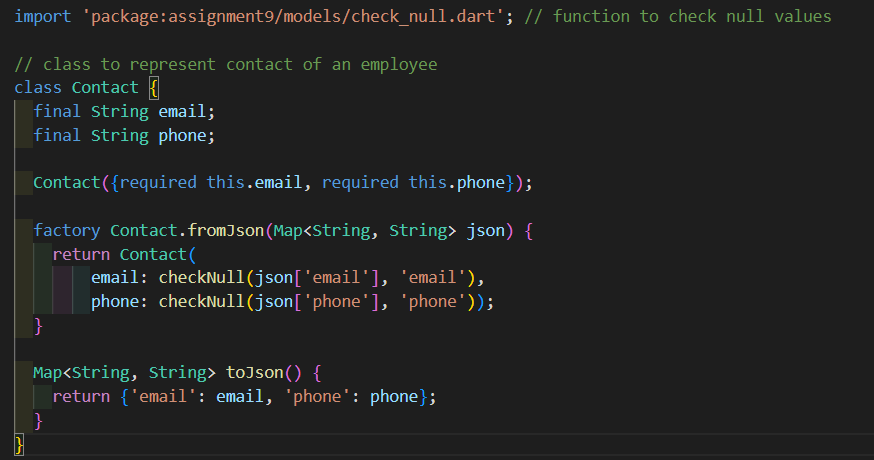 import 'package:assignment9/models/check_null.dart'; // function to check null values
// class to represent contact of an employee
class Contact {
final String email;
final String phone;
Contact({required this.email, required this.phone});
factory Contact.fromJson(Map<String, String> json) {
return Contact(
email: checkNull(json['email'], 'email'),
phone: checkNull(json['phone'], 'phone'));
}
Map<String, String> toJson() {
return {'email': email, 'phone': phone};
}
}